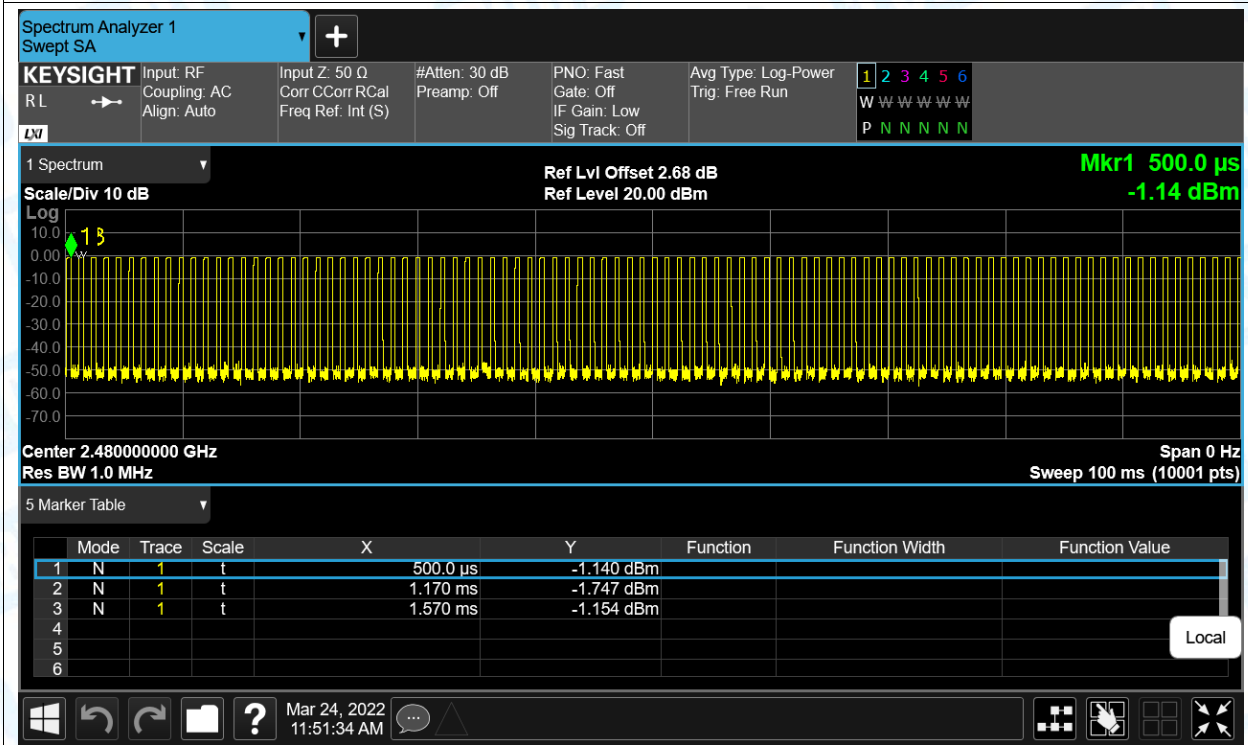 Spectrum Analyzer 1
Swept SA
KEYSIGHT Input: RF Input Z: 50 Ω #Atten: 30 dB PNO: Fast Avg Type: Log-Power 1 2 3 4 5 6
R L Coupling: AC Corr CCorr RCal Preamp: Off Gate: Off Trig: Free Run W W W W W W
Align: Auto Freq Ref: Int (S) IF Gain: Low
LXI Sig Track: Off P N N N N N
1 Spectrum Ref Lvl Offset 2.68 dB Mkr1 500.0 µs
Scale/Div 10 dB Ref Level 20.00 dBm -1.14 dBm
Log
10.0
0.00
-10.0
-20.0
-30.0
-40.0
-50.0
-60.0
-70.0
1
Center 2.480000000 GHz Span 0 Hz
Res BW 1.0 MHz Sweep 100 ms (10001 pts)
5 Marker Table
Mode Trace Scale X Y Function Function Width Function Value
1 N 1 t 500.0 µs -1.140 dBm
2 N 1 t 1.170 ms -1.747 dBm
3 N 1 t 1.570 ms -1.154 dBm
4
5
6
Local
? Mar 24, 2022
11:51:34 AM